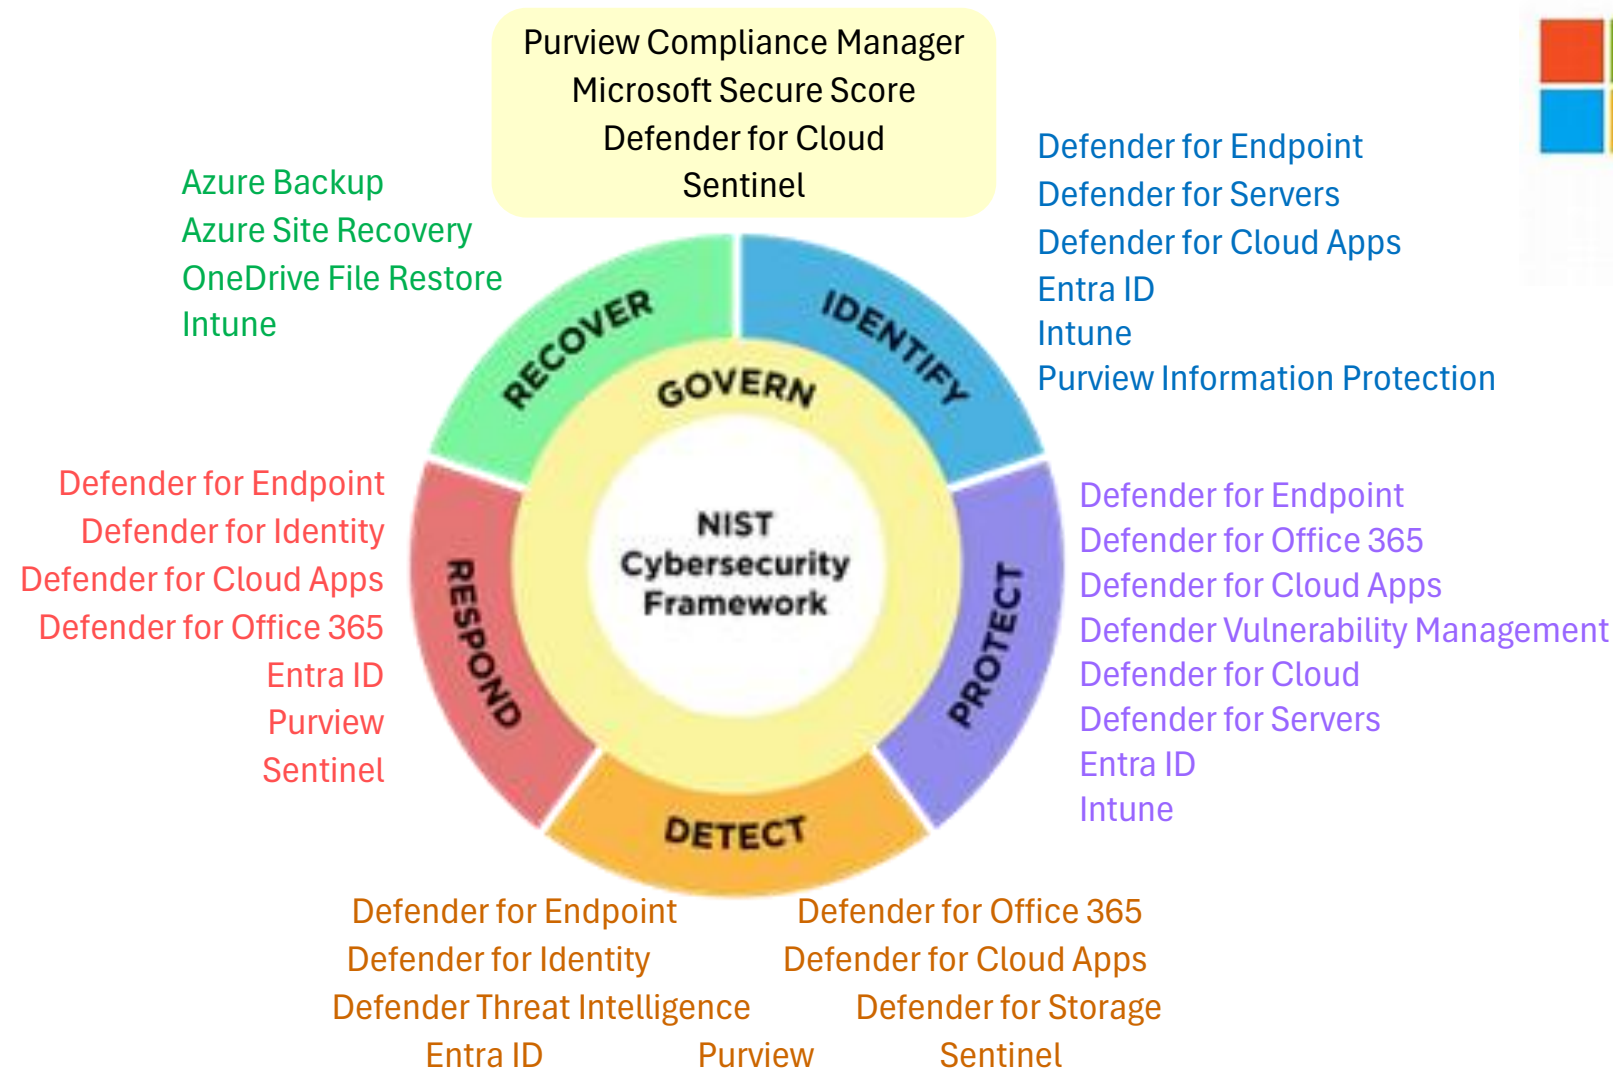 Purview Compliance Manager
Microsoft Secure Score
Defender for Cloud
Sentinel
Azure Backup
Azure Site Recovery
OneDrive File Restore
Intune
Defender for Endpoint
Defender for Servers
Defender for Cloud Apps
Entra ID
Intune
Purview Information Protection
RECOVER
IDENTIFY
GOVERN
NIST
Cybersecurity
Framework
RESPOND
PROTECT
DETECT
Defender for Endpoint
Defender for Identity
Defender for Cloud Apps
Defender for Office 365
Entra ID
Purview
Sentinel
Defender for Endpoint
Defender for Office 365
Defender for Cloud Apps
Defender Vulnerability Management
Defender for Cloud
Defender for Servers
Entra ID
Intune
Defender for Endpoint Defender for Office 365
Defender for Identity Defender for Cloud Apps
Defender Threat Intelligence Defender for Storage
Entra ID Purview Sentinel